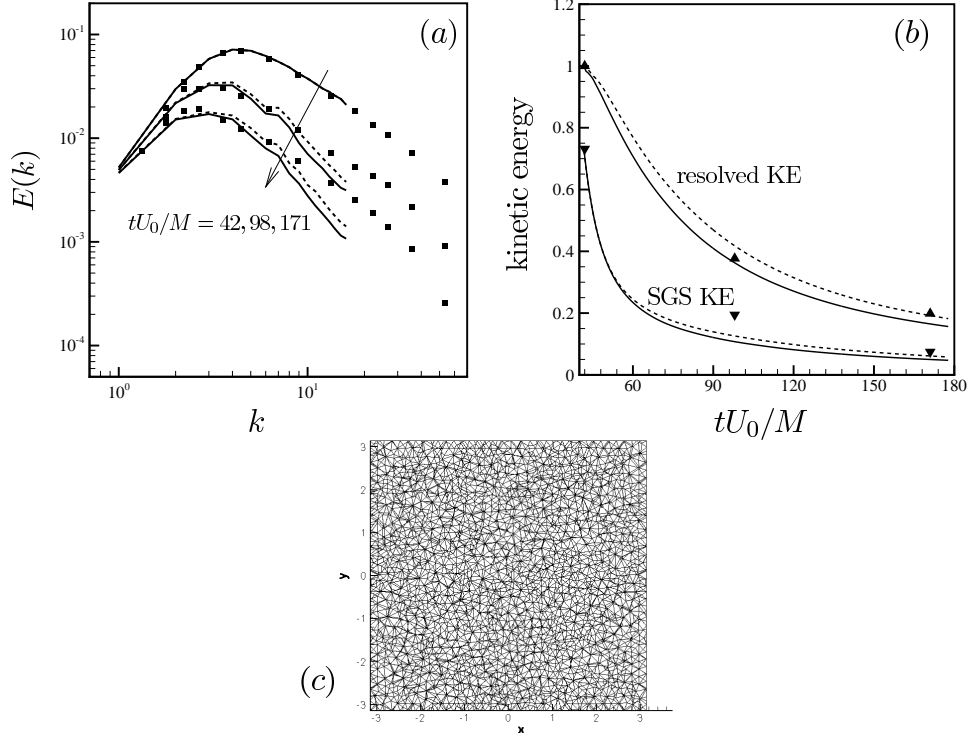 (a)
10⁻¹
10⁻²
10⁻³
10⁻⁴
E(k)
tU₀/M = 42, 98, 171
10⁰
10¹
k
(b)
1.2
1
0.8
0.6
0.4
0.2
0
kinetic energy
resolved KE
SGS KE
60
90
120
150
180
tU₀/M
(c)
3
2
1
0
-1
-2
-3
y
-3
-2
-1
0
1
2
3
x